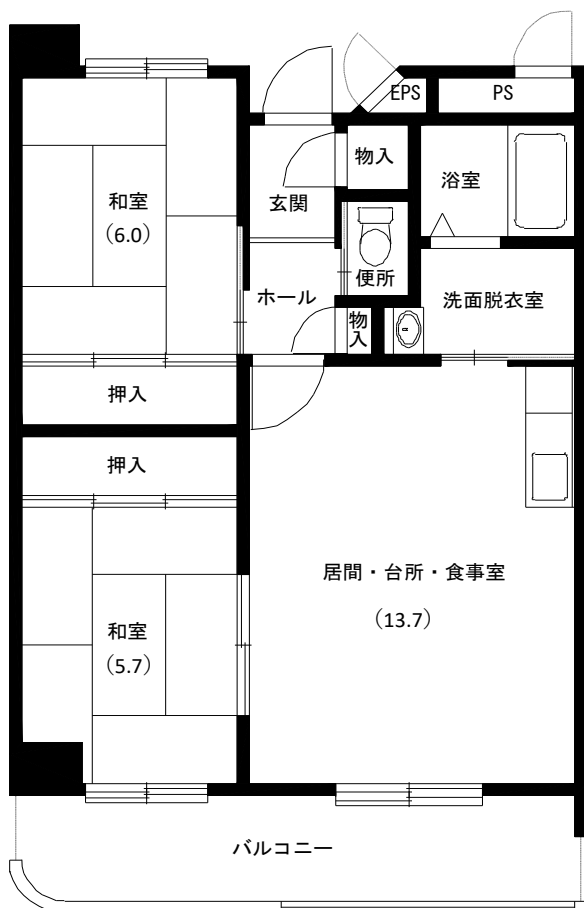 EPS
PS
物入
浴室
和室
(6.0)
玄関
便所
ホール
洗面脱衣室
物入
押入
押入
居間・台所・食事室
(13.7)
和室
(5.7)
バルコニー